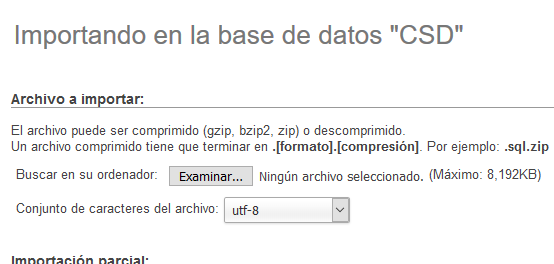 Importando en la base de datos "CSD"
Archivo a importar:
El archivo puede ser comprimido (gzip, bzip2, zip) o descomprimido.
Un archivo comprimido tiene que terminar en .[formato].[compresión]. Por ejemplo: .sql.zip
Buscar en su ordenador: Examinar... Ningún archivo seleccionado. (Máximo: 8,192KB)
Conjunto de caracteres del archivo: utf-8
Importación parcial: